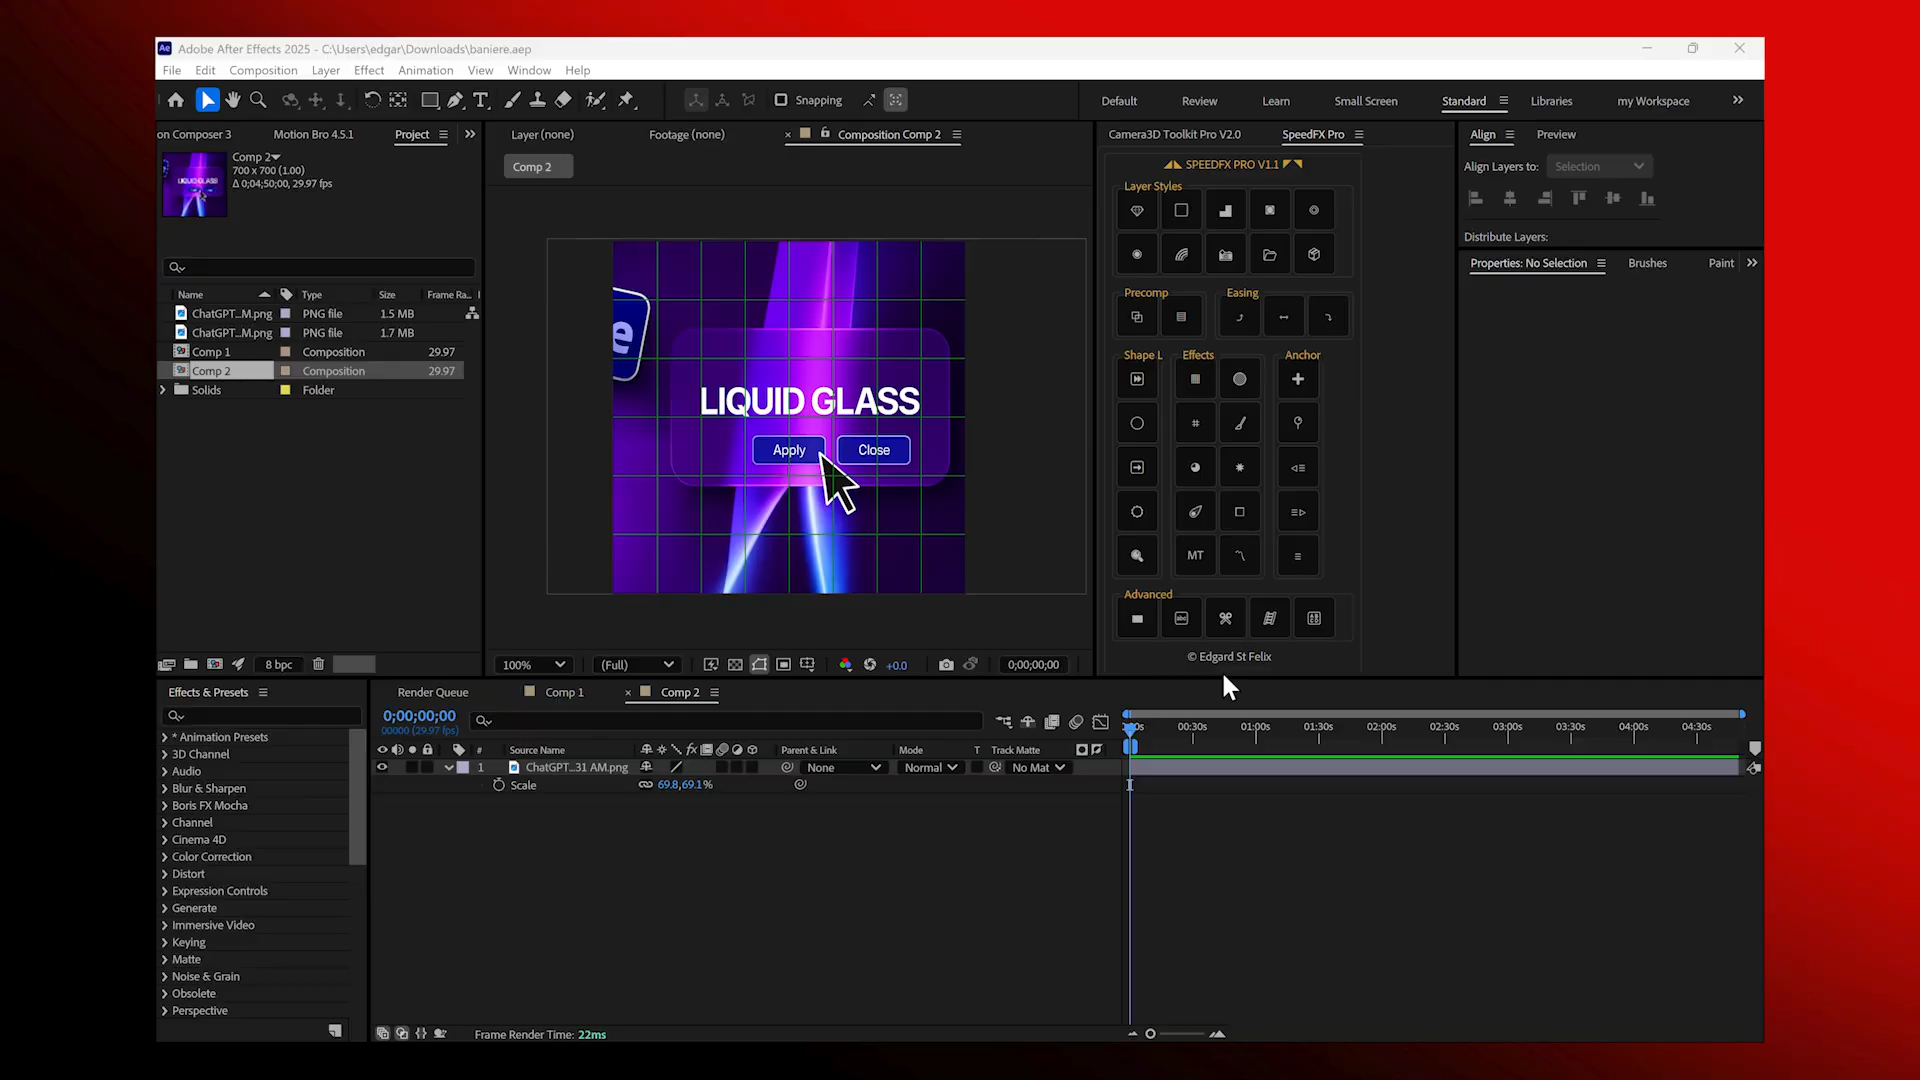 Ae Adobe After Effects 2025 - C:\Users\edgar\Downloads\baniere.aep
File Edit Composition Layer Effect Animation View Window Help
Snapping
Default Review Learn Small Screen Standard Libraries my Workspace
on Composer 3 Motion Bro 4.5.1 Project
Comp 2
700 x 700 (1.00)
Δ 0;04;50;00, 29.97 fps
Name Type Size Frame Ra...
ChatGPT...M.png PNG file 1.5 MB
ChatGPT...M.png PNG file 1.7 MB
Comp 1 Composition 29.97
Comp 2 Composition 29.97
Solids Folder
8 bpc
Layer (none) Footage (none) Composition Comp 2
Comp 2
LIQUID GLASS
e
Apply Close
100% (Full) +0.0 0;00;00;00
Camera3D Toolkit Pro V2.0 SpeedFX Pro
SPEEDFX PRO V1.1
Layer Styles
Precomp Easing
Shape L Effects Anchor
MT
Advanced
abc
© Edgard St Felix
Align Preview
Align Layers to: Selection
Distribute Layers:
Properties: No Selection Brushes Paint
Effects & Presets
* Animation Presets
3D Channel
Audio
Blur & Sharpen
Boris FX Mocha
Channel
Cinema 4D
Color Correction
Distort
Expression Controls
Generate
Immersive Video
Keying
Matte
Noise & Grain
Obsolete
Perspective
Render Queue Comp 1 Comp 2
0;00;00;00
00000 (29.97 fps)
# Source Name fx Parent & Link Mode T Track Matte
1 ChatGPT...31 AM.png None Normal No Mat
Scale 69.8,69.1%
00:30s 01:00s 01:30s 02:00s 02:30s 03:00s 03:30s 04:00s 04:30s
Frame Render Time: 22ms